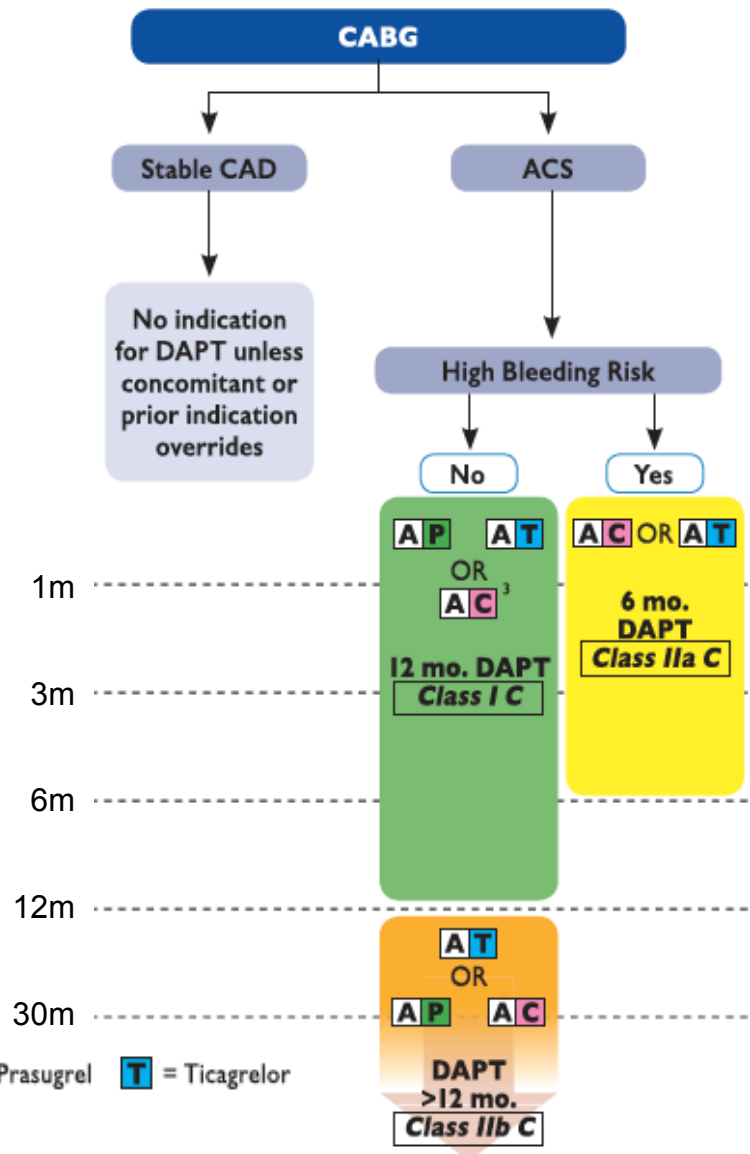 CABG
Stable CAD
ACS
No indication
for DAPT unless
concomitant or
prior indication
overrides
High Bleeding Risk
No
Yes
A P A T
OR
A C 3
12 mo. DAPT
Class I C
A C OR A T
6 mo.
DAPT
Class IIa C
1m
3m
6m
12m
30m
A T
OR
A P A C
DAPT
>12 mo.
Class IIb C
Prasugrel T = Ticagrelor